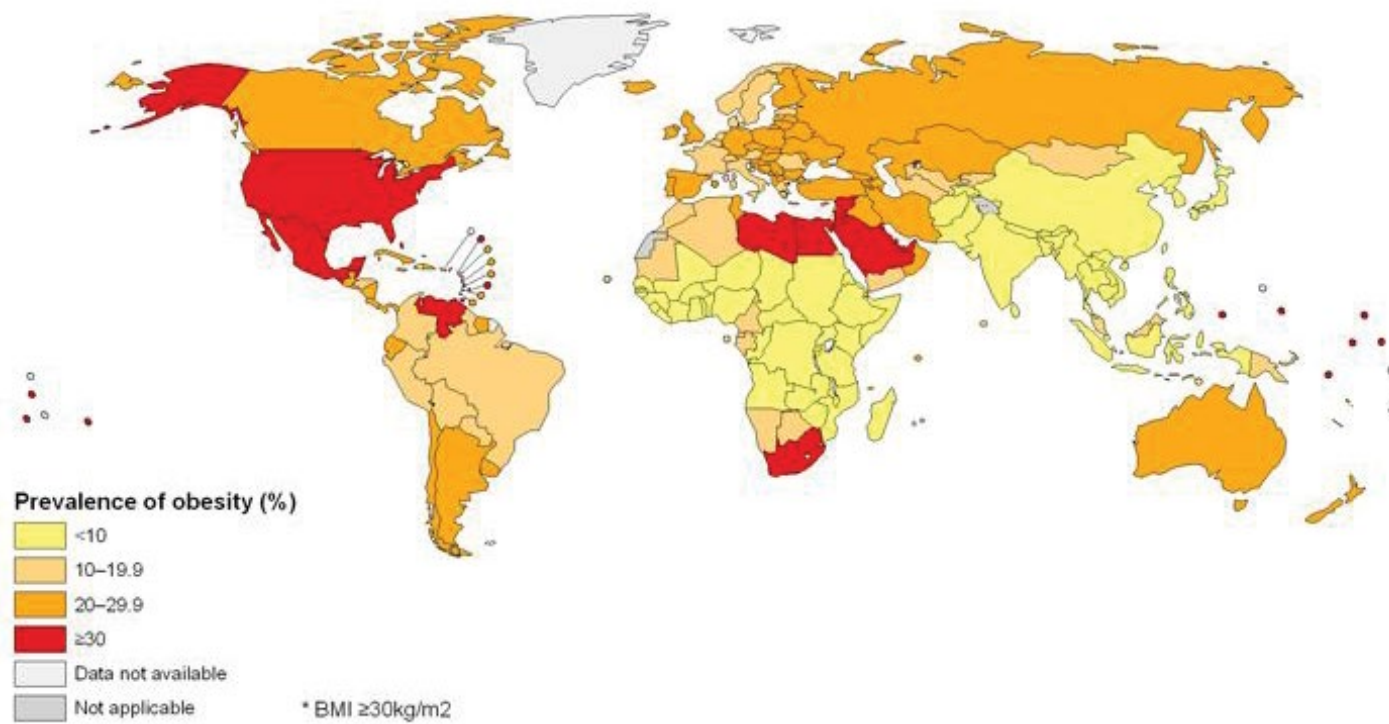 Prevalence of obesity (%)
<10
10–19.9
20–29.9
≥30
Data not available
Not applicable
* BMI ≥30kg/m2